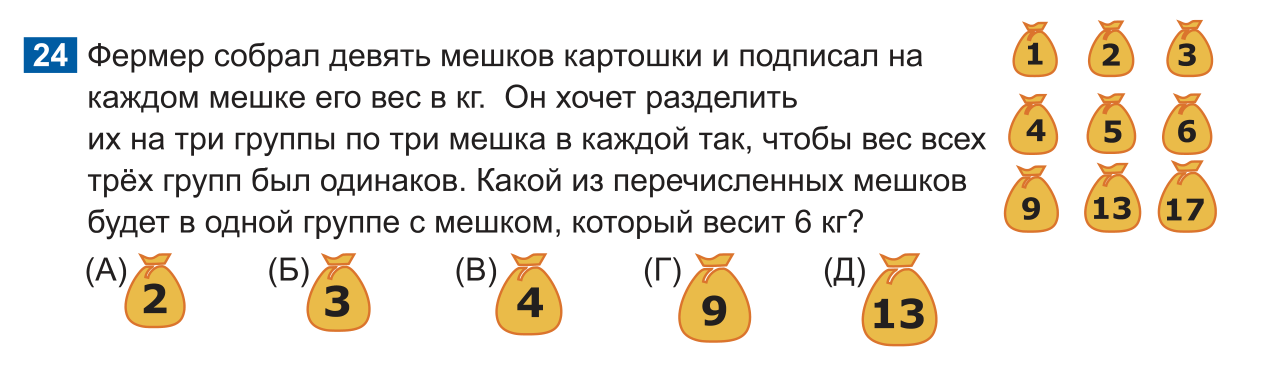 24 Фермер собрал девять мешков картошки и подписал на
каждом мешке его вес в кг. Он хочет разделить
их на три группы по три мешка в каждой так, чтобы вес всех
трёх групп был одинаков. Какой из перечисленных мешков
будет в одной группе с мешком, который весит 6 кг?
1 2 3
4 5 6
9 13 17
(А) 2 (Б) 3 (В) 4 (Г) 9 (Д) 13